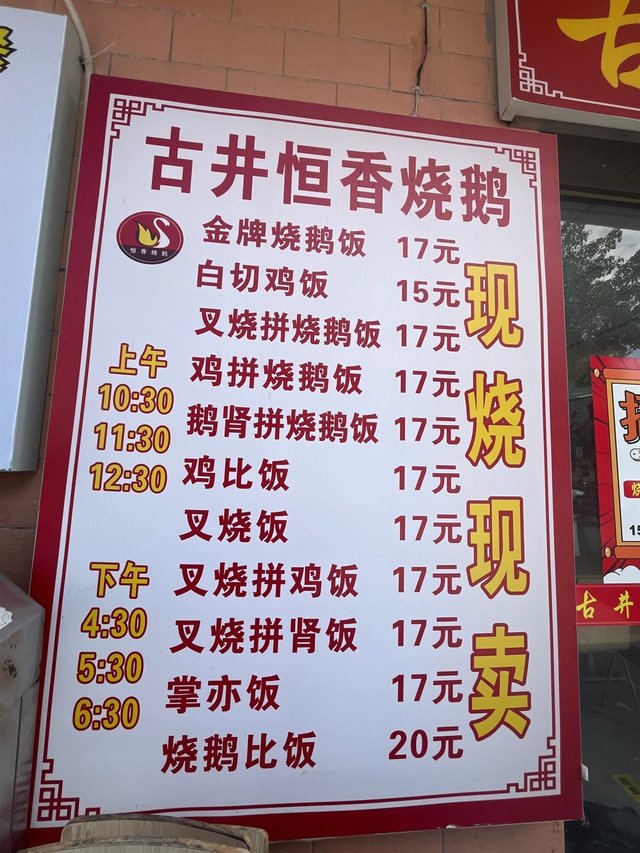 古井恒香烧鹅
恒香烧鹅
金牌烧鹅饭 17元
白切鸡饭 15元
叉烧拼烧鹅饭 17元
鸡拼烧鹅饭 17元
鹅肾拼烧鹅饭 17元
鸡比饭 17元
叉烧饭 17元
叉烧拼鸡饭 17元
叉烧拼肾饭 17元
掌亦饭 17元
烧鹅比饭 20元
上午
10:30
11:30
12:30
下午
4:30
5:30
6:30
现烧现卖
古
古井